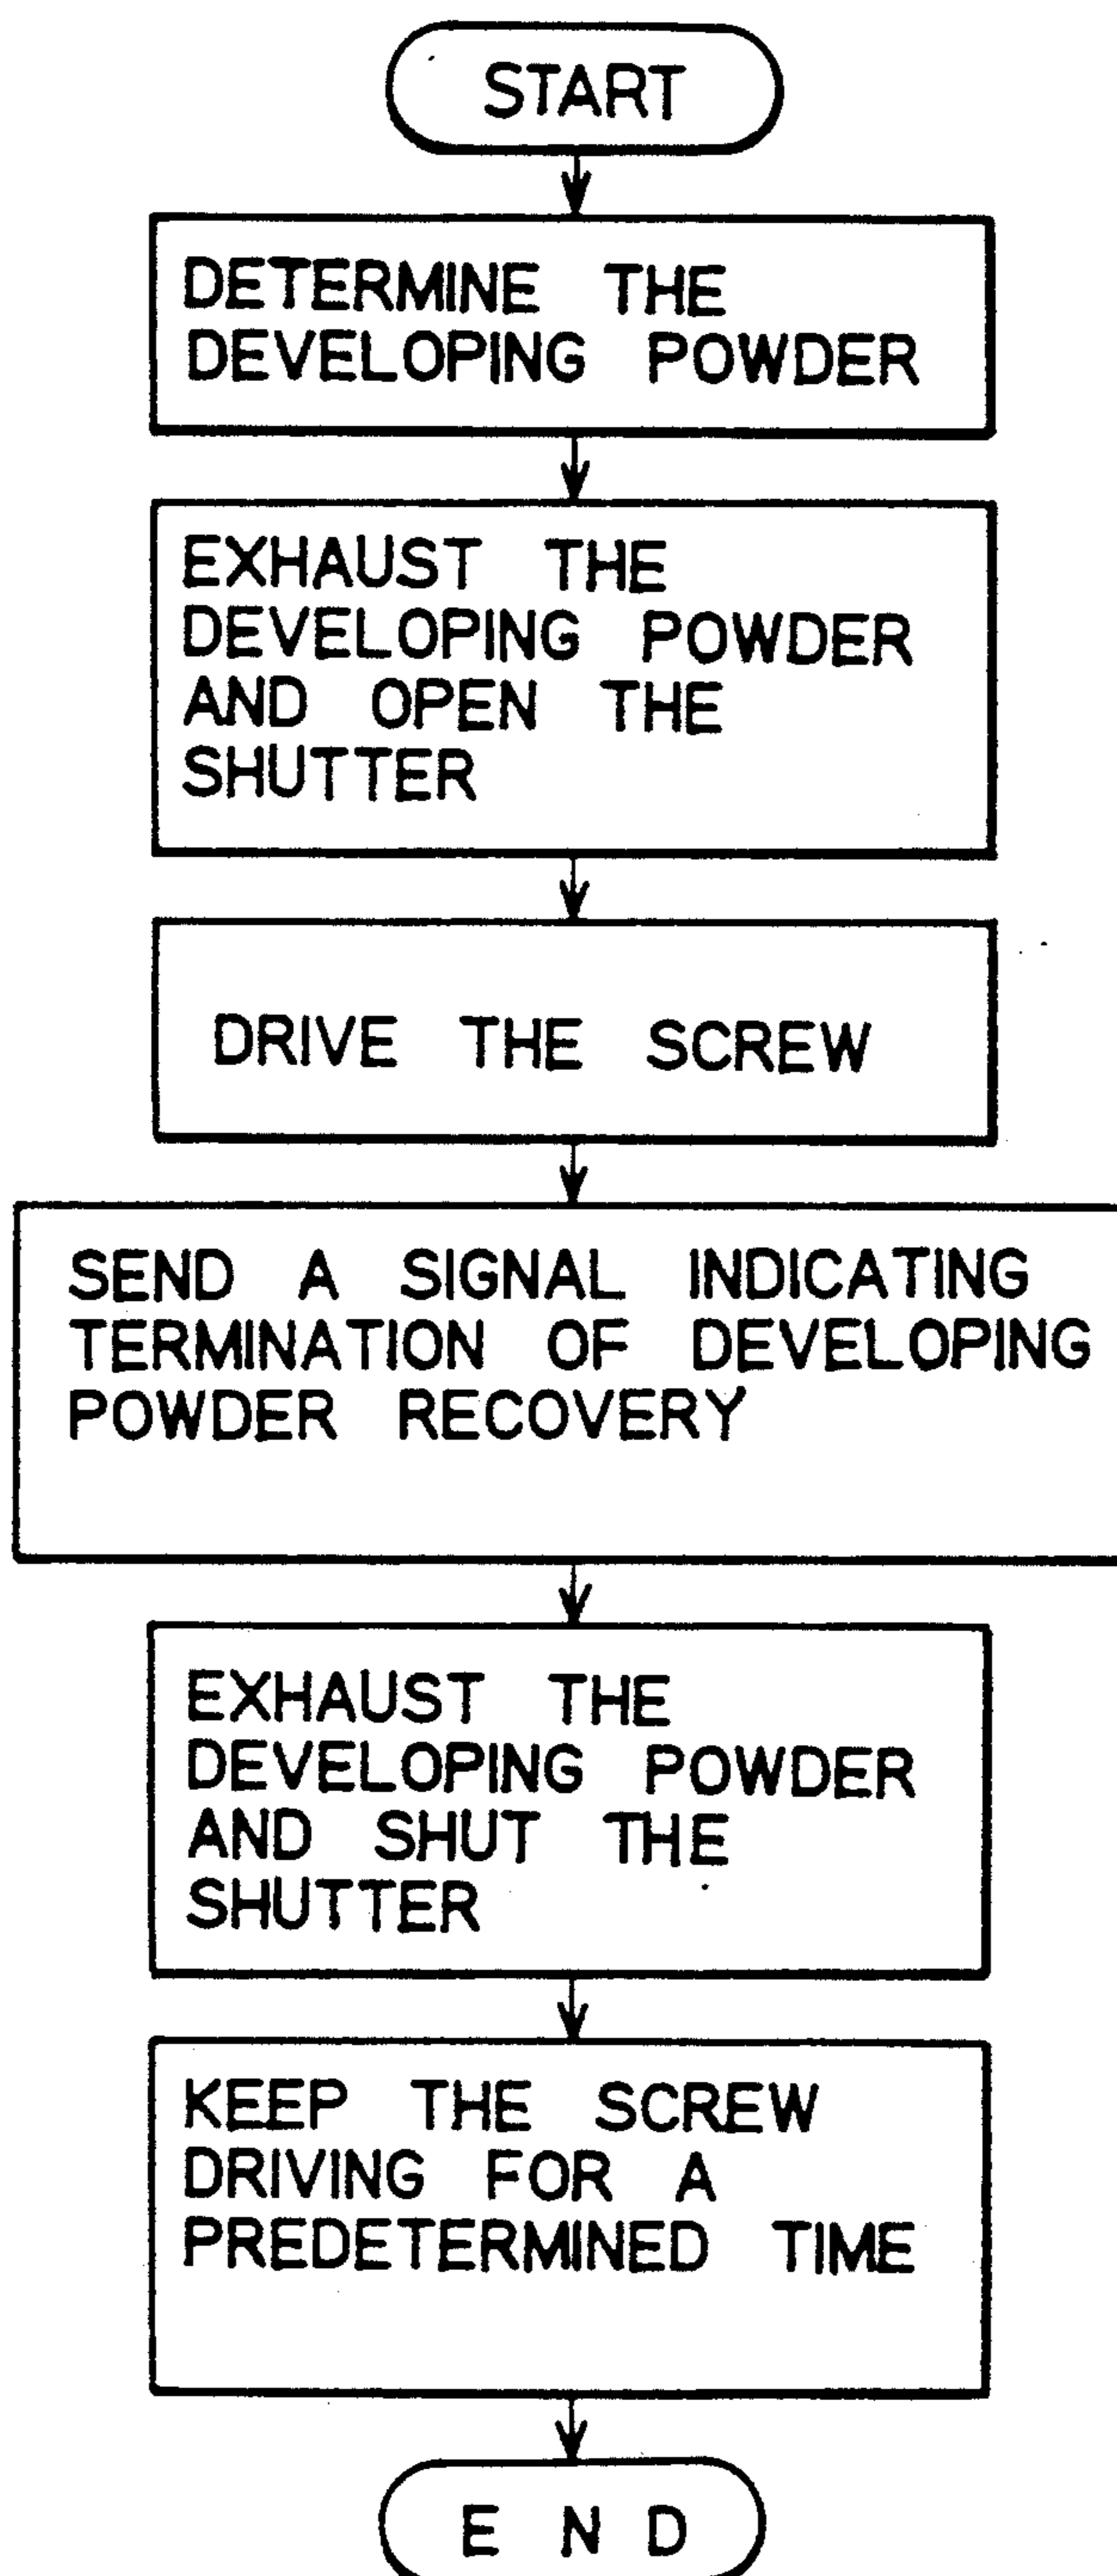 START
DETERMINE THE
DEVELOPING POWDER
EXHAUST THE
DEVELOPING POWDER
AND OPEN THE
SHUTTER
DRIVE THE SCREW
SEND A SIGNAL INDICATING
TERMINATION OF DEVELOPING
POWDER RECOVERY
EXHAUST THE
DEVELOPING POWDER
AND SHUT THE
SHUTTER
KEEP THE SCREW
DRIVING FOR A
PREDETERMINED TIME
E N D